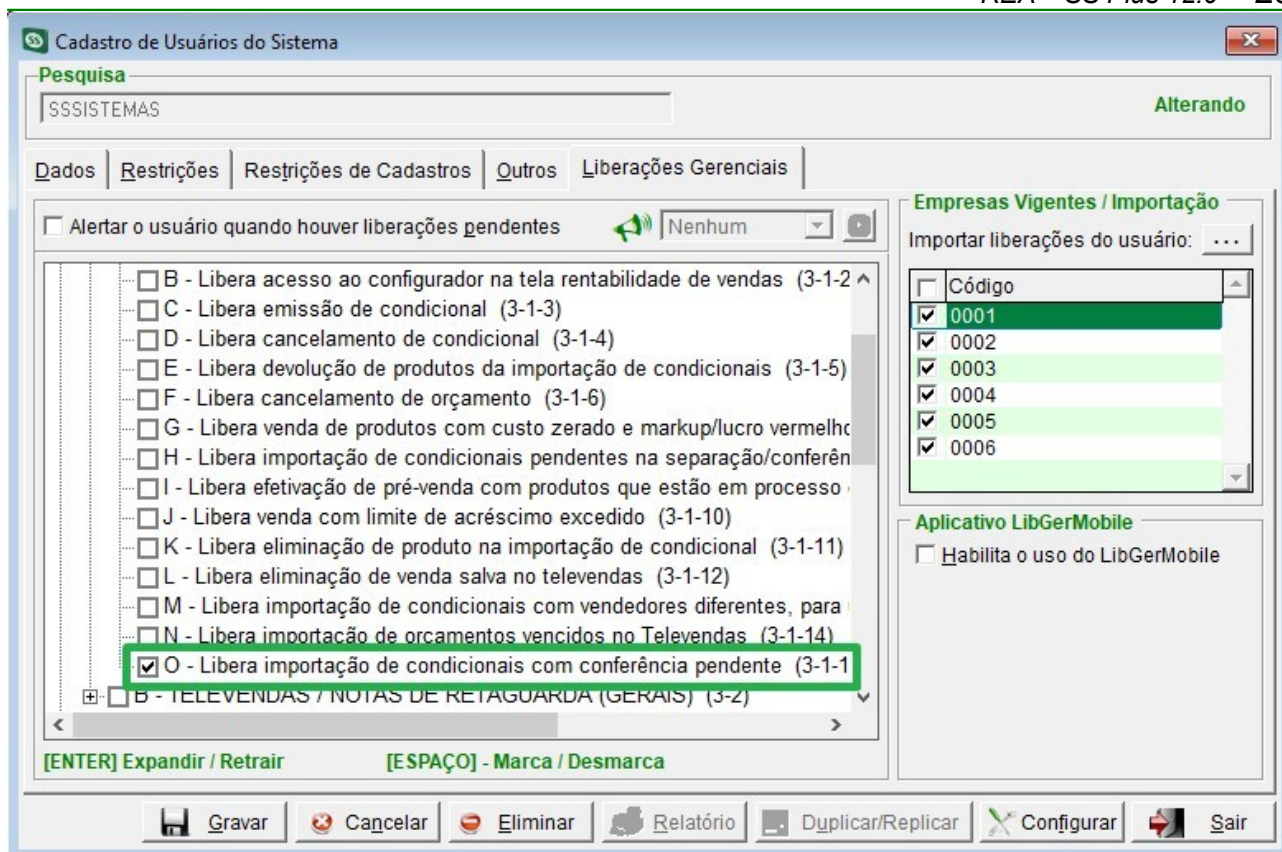 Cadastro de Usuários do Sistema
Pesquisa
SSSISTEMAS
Alterando
Dados
Restrições
Restrições de Cadastros
Outros
Liberações Gerenciais
Alertar o usuário quando houver liberações pendentes
Nenhum
B - Libera acesso ao configurador na tela rentabilidade de vendas (3-1-2
C - Libera emissão de condicional (3-1-3)
D - Libera cancelamento de condicional (3-1-4)
E - Libera devolução de produtos da importação de condicionais (3-1-5)
F - Libera cancelamento de orçamento (3-1-6)
G - Libera venda de produtos com custo zerado e markup/lucro
H - Libera importação de condicionais pendentes na separação/
I - Libera efetivação de pré-venda com produtos que estão em processo
J - Libera venda com limite de acréscimo excedido (3-1-10)
K - Libera eliminação de produto na importação de condicional (3-1-11)
L - Libera eliminação de venda salva no televendas (3-1-12)
M - Libera importação de condicionais com vendedores diferentes, para
N - Libera importação de orçamentos vencidos no Televendas (3-1-14)
O - Libera importação de condicionais com conferência pendente (3-1-1
B - TELEVENDAS / NOTAS DE RETAGUARDA (GERAIS) (3-2)
[ENTER] Expandir / Retrair
[ESPAÇO] - Marca / Desmarca
Empresas Vigentes / Importação
Importar liberações do usuário: ...
Código
0001
0002
0003
0004
0005
0006
Aplicativo LibGerMobile
Habilita o uso do LibGerMobile
Gravar
Cancelar
Eliminar
Relatório
Duplicar/Replicar
Configurar
Sair